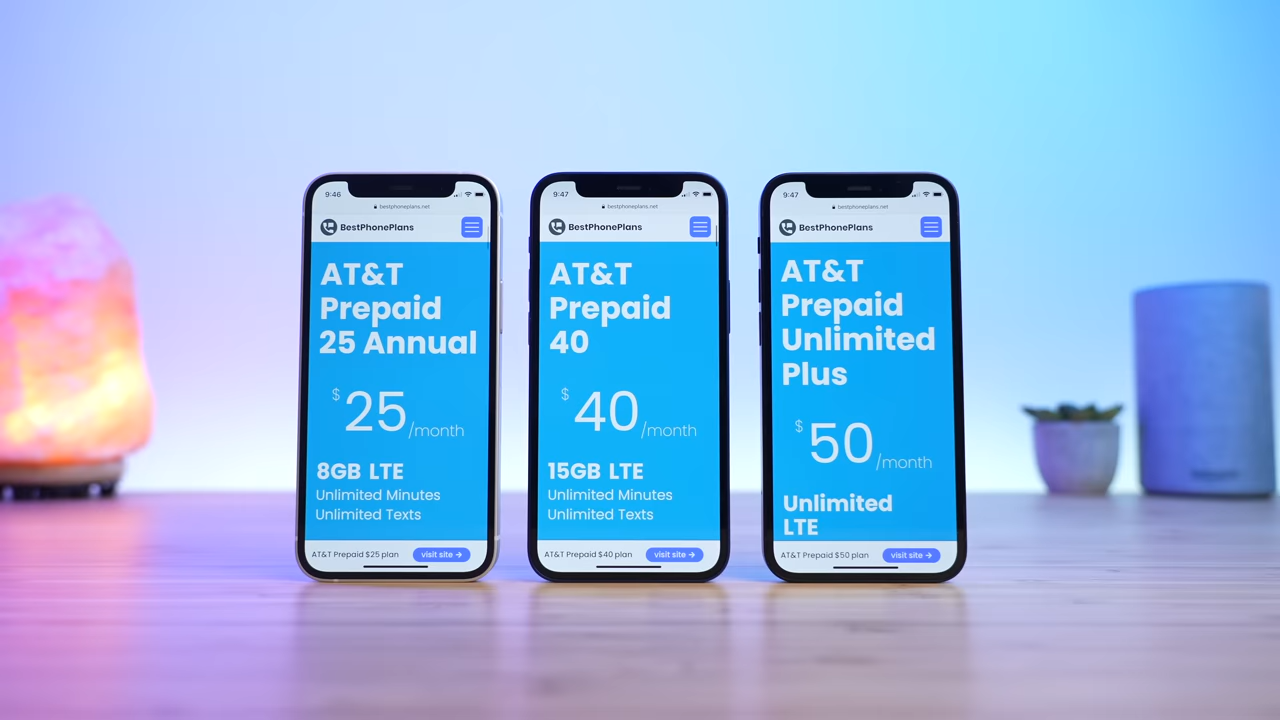 9:46
bestphoneplans.net
BestPhonePlans
AT&T
Prepaid
25 Annual
$25/month
8GB LTE
Unlimited Minutes
Unlimited Texts
AT&T Prepaid $25 plan
visit site →
9:47
bestphoneplans.net
BestPhonePlans
AT&T
Prepaid
40
$40/month
15GB LTE
Unlimited Minutes
Unlimited Texts
AT&T Prepaid $40 plan
visit site →
9:47
bestphoneplans.net
BestPhonePlans
AT&T
Prepaid
Unlimited
Plus
$50/month
Unlimited
LTE
AT&T Prepaid $50 plan
visit site →